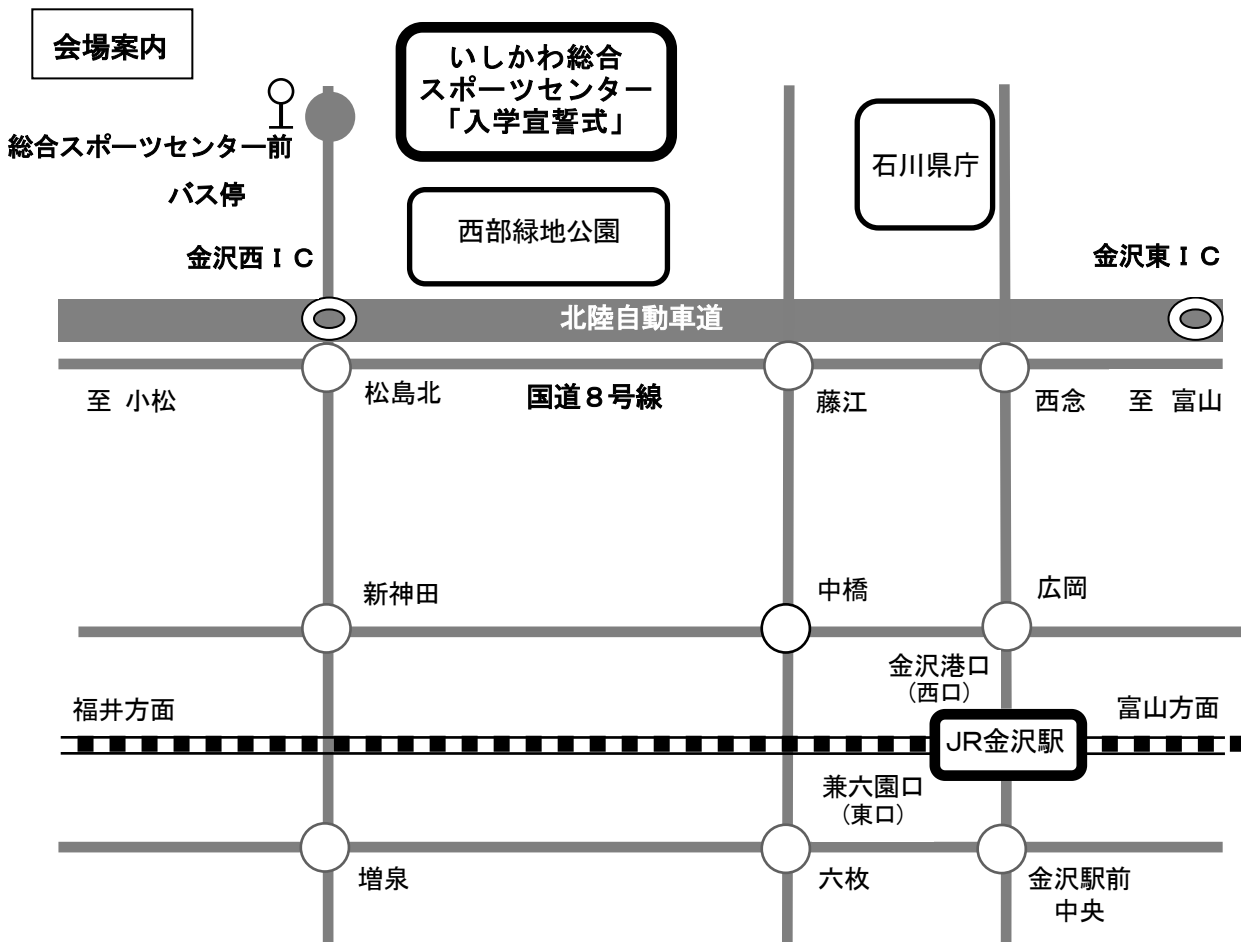 会場案内
いしかわ総合
スポーツセンター
「入学宣誓式」
総合スポーツセンター前
バス停
石川県庁
西部緑地公園
金沢西ＩＣ
金沢東ＩＣ
北陸自動車道
至 小松
松島北
国道８号線
藤江
西念
至 富山
新神田
中橋
広岡
金沢港口
（西口）
福井方面
富山方面
JR金沢駅
兼六園口
（東口）
増泉
六枚
金沢駅前
中央